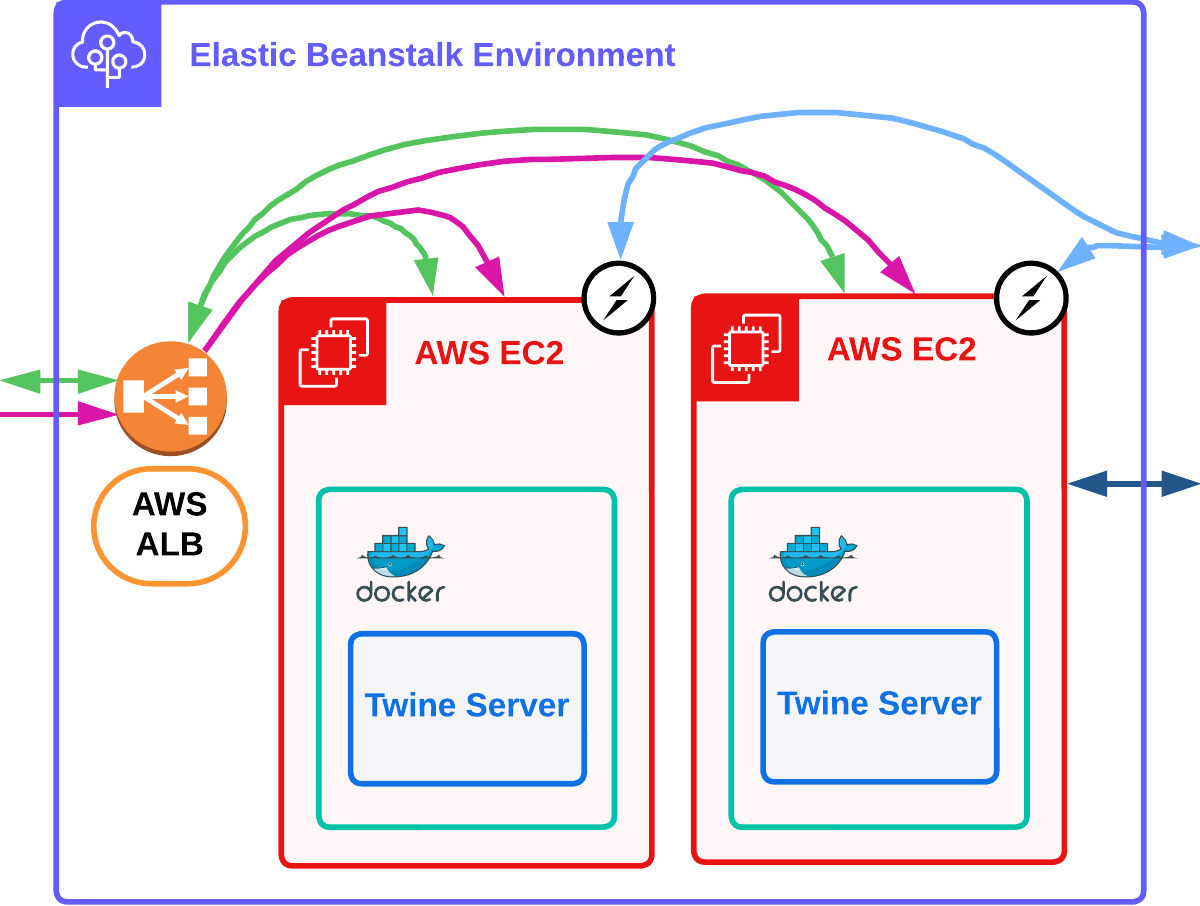 Elastic Beanstalk Environment
AWS
ALB
AWS EC2
docker
Twine Server
AWS EC2
docker
Twine Server